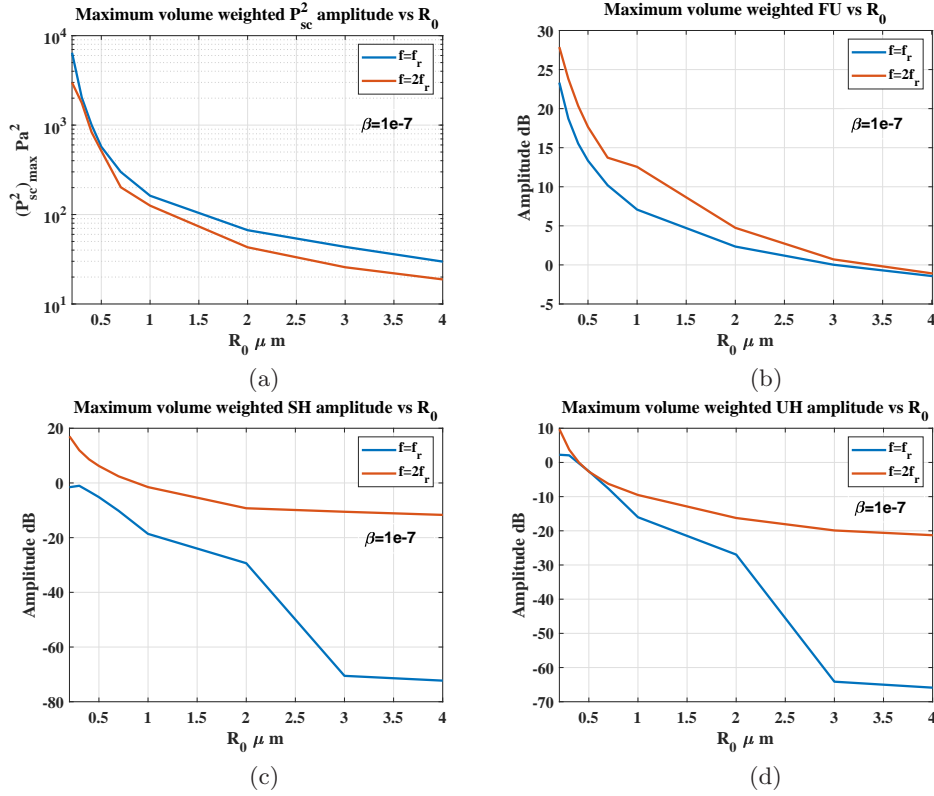 Maximum volume weighted P²sc amplitude vs R₀
10⁴
10³
10²
10¹
(P²sc)max Pa²
f=fr
f=2fr
β=1e-7
0.5 1 1.5 2 2.5 3 3.5 4
R₀ μ m
(a)
Maximum volume weighted FU vs R₀
30
25
20
15
10
5
0
-5
Amplitude dB
f=fr
f=2fr
β=1e-7
0.5 1 1.5 2 2.5 3 3.5 4
R₀ μ m
(b)
Maximum volume weighted SH amplitude vs R₀
20
0
-20
-40
-60
-80
Amplitude dB
f=fr
f=2fr
β=1e-7
0.5 1 1.5 2 2.5 3 3.5 4
R₀ μ m
(c)
Maximum volume weighted UH amplitude vs R₀
10
0
-10
-20
-30
-40
-50
-60
-70
Amplitude dB
f=fr
f=2fr
β=1e-7
0.5 1 1.5 2 2.5 3 3.5 4
R₀ μ m
(d)